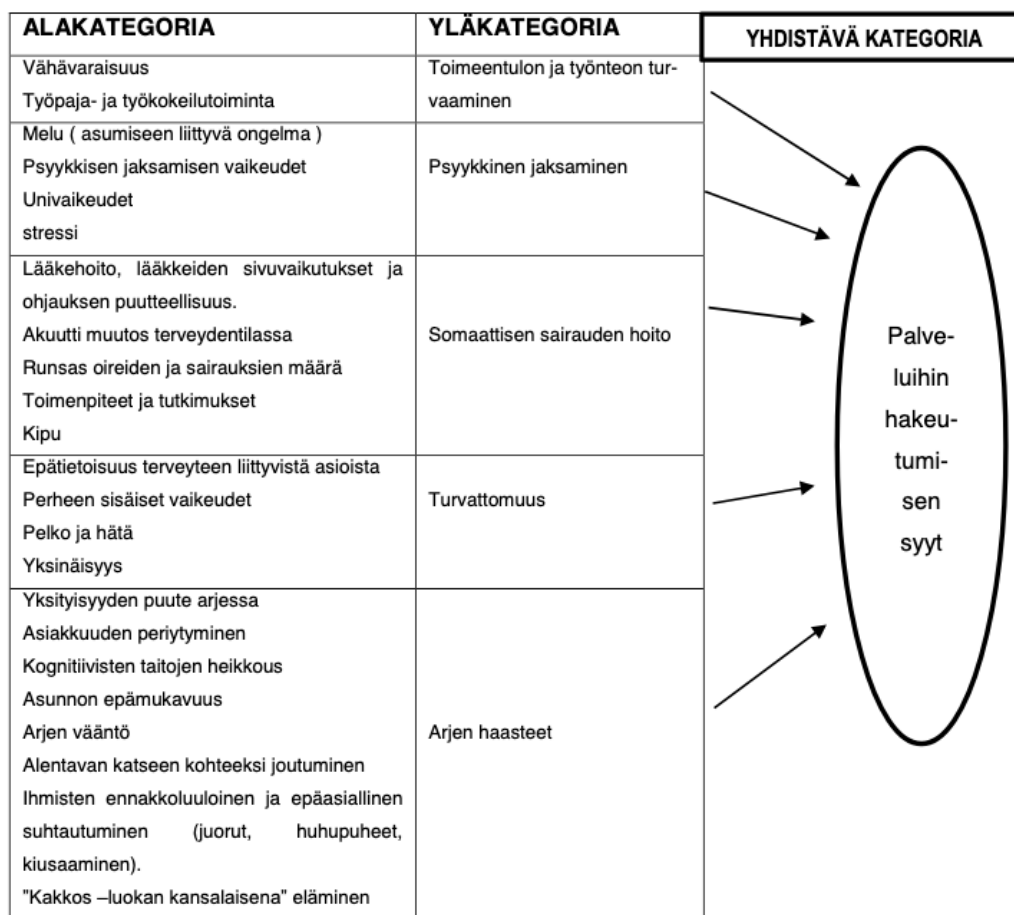 ALAKATEGORIA
YLÄKATEGORIA
YHDISTÄVÄ KATEGORIA
Vähävaraisuus
Työpaja- ja työkokeilutoiminta
Toimeentulon ja työnteon tur-
vaaminen
Melu ( asumiseen liittyvä ongelma )
Psyykkisen jaksamisen vaikeudet
Univaikeudet
stressi
Psyykkinen jaksaminen
Lääkehoito, lääkkeiden sivuvaikutukset ja
ohjauksen puutteellisuus.
Akuutti muutos terveydentilassa
Runsas oireiden ja sairauksien määrä
Toimenpiteet ja tutkimukset
Kipu
Somaattisen sairauden hoito
Epätietoisuus terveyteen liittyvistä asioista
Perheen sisäiset vaikeudet
Pelko ja hätä
Yksinäisyys
Turvattomuus
Yksityisyyden puute arjessa
Asiakkuuden periytyminen
Kognitiivisten taitojen heikkous
Asunnon epämukavuus
Arjen vääntö
Alentavan katseen kohteeksi joutuminen
Ihmisten ennakkoluuloinen ja epäasiallinen
suhtautuminen (juorut, huhupuheet,
kiusaaminen).
"Kakkos –luokan kansalaisena" eläminen
Arjen haasteet
Palve-
luihin
hakeu-
tumi-
sen
syyt